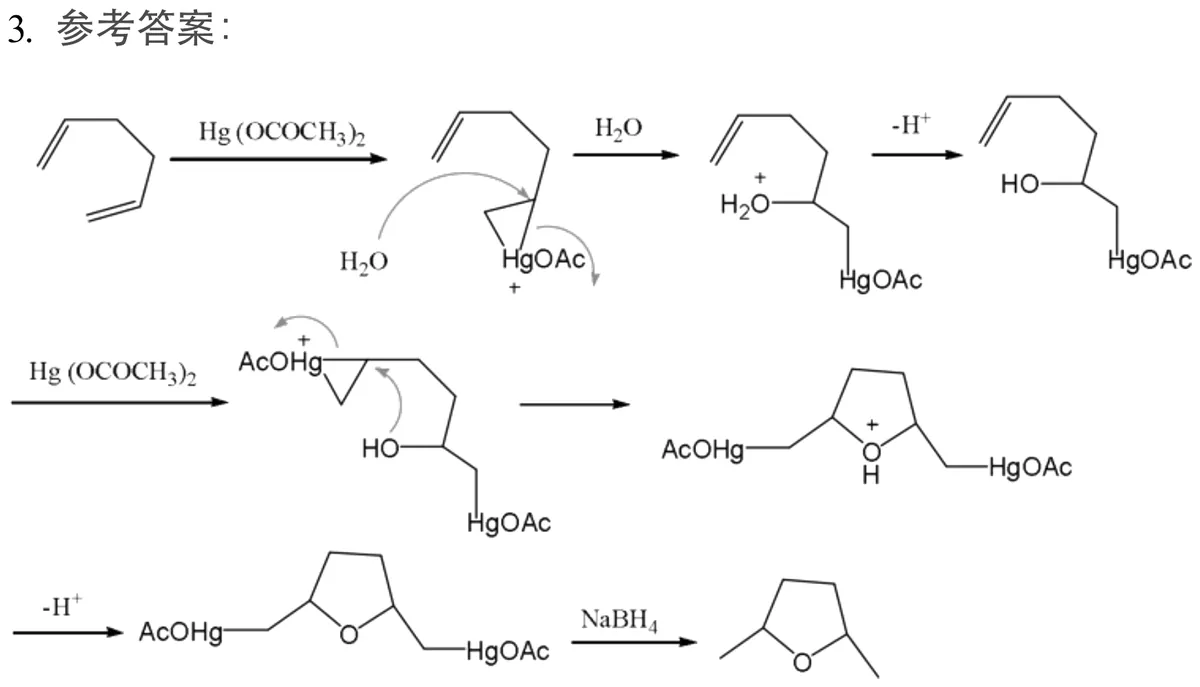 3. 参考答案：
Hg (OCOCH₃)₂
H₂O
-H⁺
H₂O
HgOAc
+
+
H₂O
HgOAc
HO
HgOAc
Hg (OCOCH₃)₂
+
AcOHg
HO
HgOAc
AcOHg
+
O
H
HgOAc
-H⁺
AcOHg
O
HgOAc
NaBH₄
O